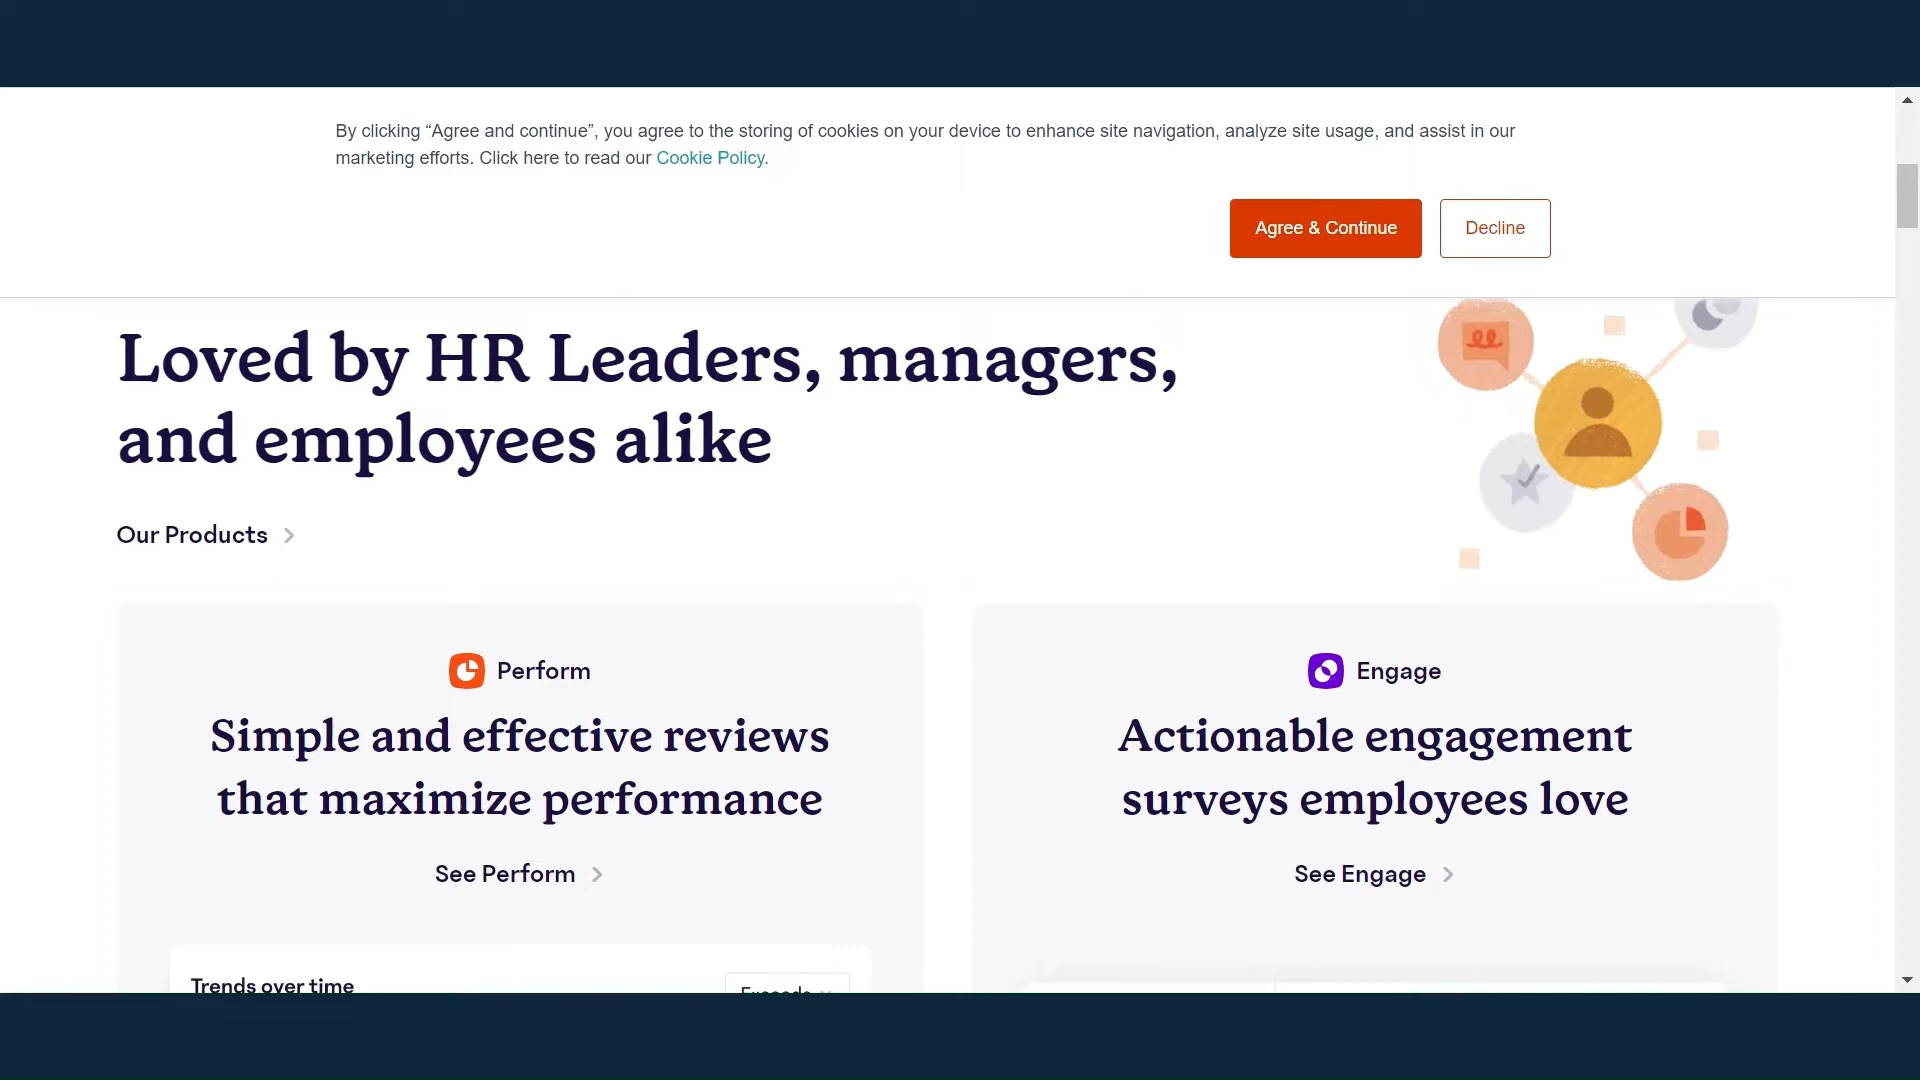 By clicking “Agree and continue”, you agree to the storing of cookies on your device to enhance site navigation, analyze site usage, and assist in our
marketing efforts. Click here to read our Cookie Policy.
Agree & Continue
Decline
Loved by HR Leaders, managers,
and employees alike
Our Products
Perform
Simple and effective reviews
that maximize performance
See Perform
Engage
Actionable engagement
surveys employees love
See Engage
Trends over time
Exceeds